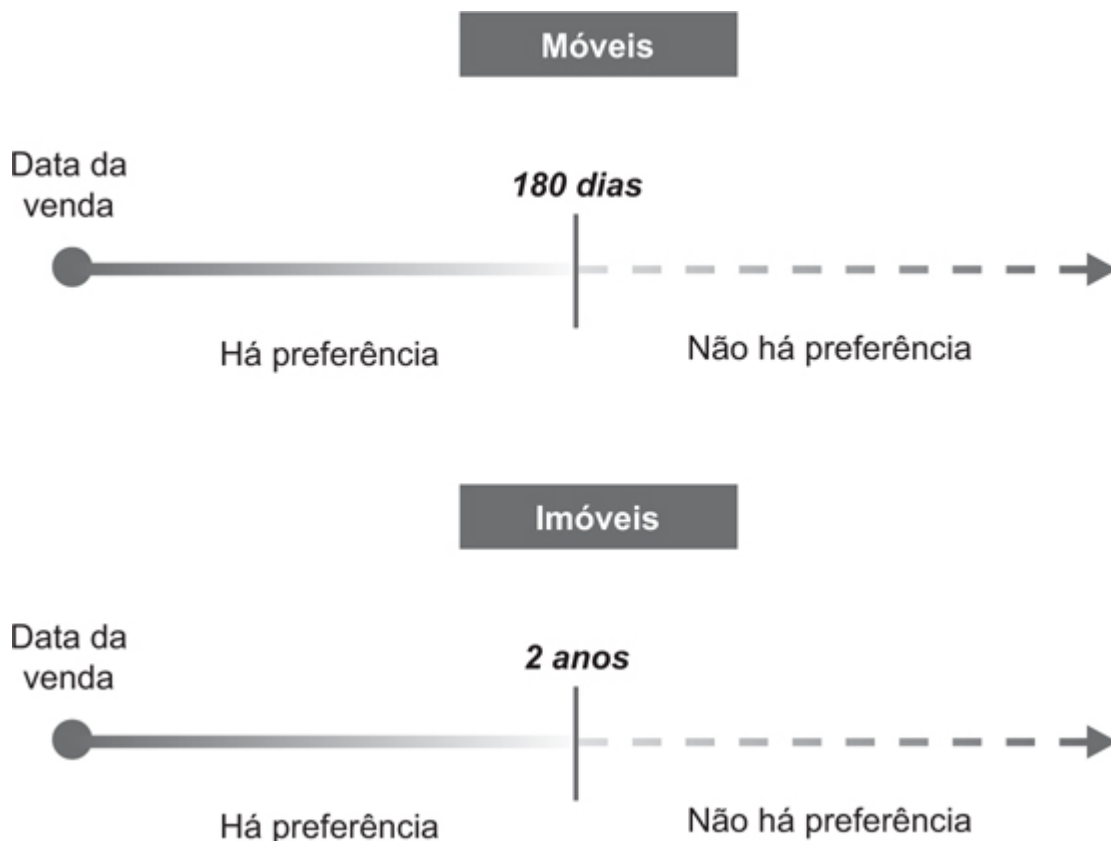 Móveis
Data da
venda
180 dias
Há preferência
Não há preferência
Imóveis
Data da
venda
2 anos
Há preferência
Não há preferência